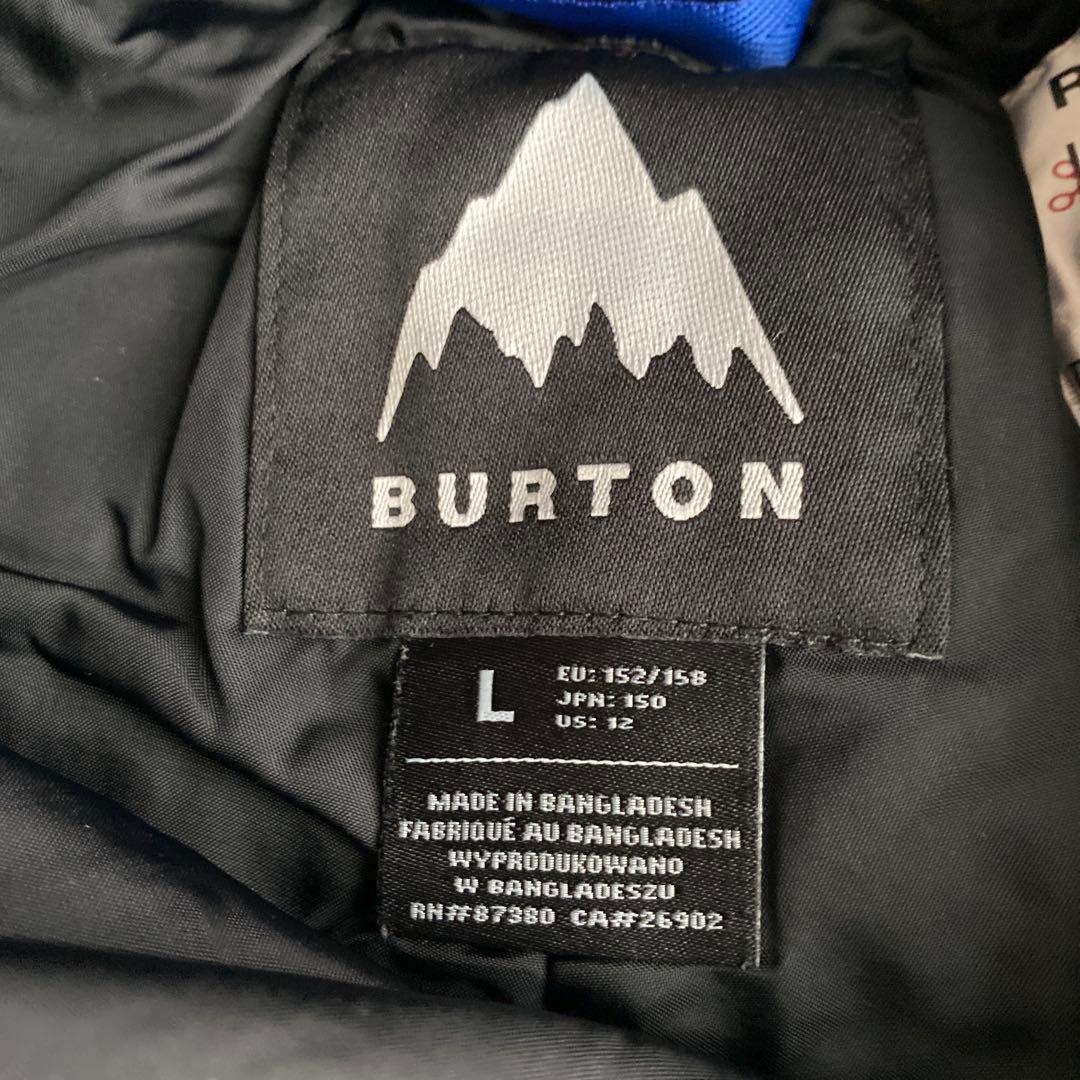 BURTON
L
EU: 152/158
JPN: 150
US: 12
MADE IN BANGLADESH
FABRIQUÉ AU BANGLADESH
WYPRODUKOWANO
W BANGLADESZU
RN#87380 CA#26902
R